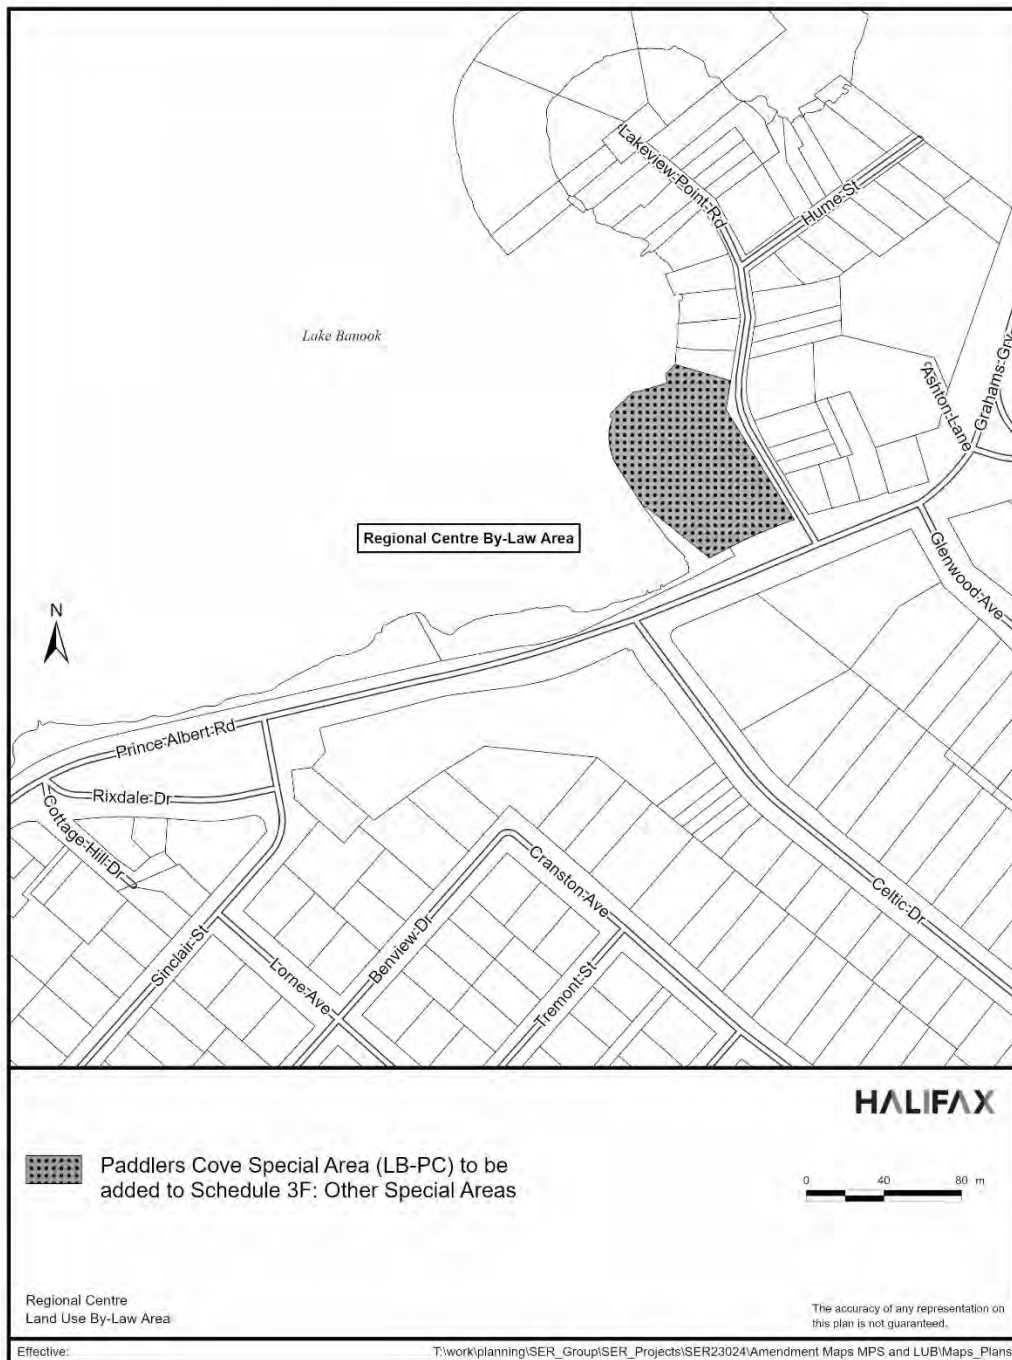 Lakeview Point Rd
Hume St
Lake Banook
Ashton Lane
Grahams Grv
Regional Centre By-Law Area
Glenwood Ave
N
Prince Albert Rd
Rixdale Dr
Cottage Hill Dr
Cranston Ave
Celtic Dr
Benview Dr
Sinclair St
Lorne Ave
Tremont St
HALIFAX
Paddlers Cove Special Area (LB-PC) to be
added to Schedule 3F: Other Special Areas
0 40 80 m
Regional Centre
Land Use By-Law Area
The accuracy of any representation on
this plan is not guaranteed.
Effective:
T:\work\planning\SER_Group\SER_Projects\SER23024\Amendment Maps MPS and LUB\Maps_Plans